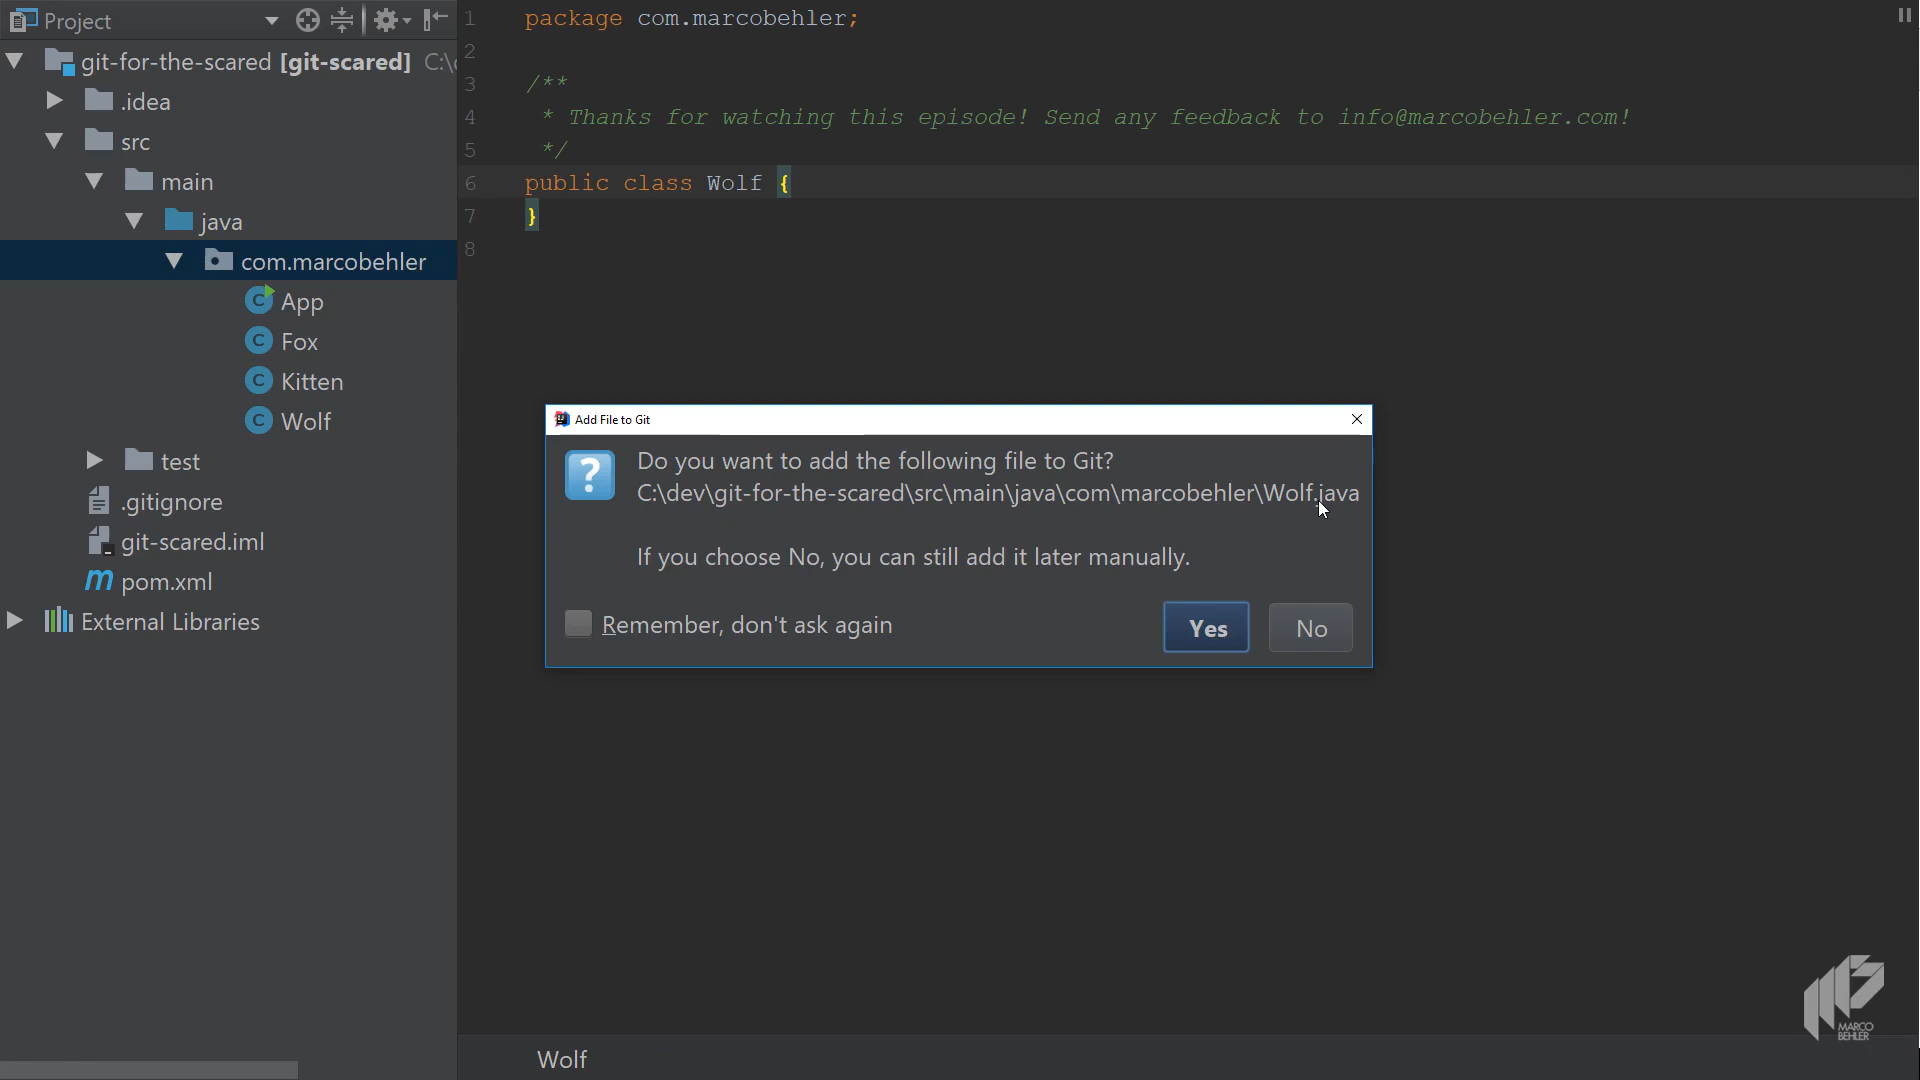 Project
git-for-the-scared [git-scared] C:\
.idea
src
main
java
com.marcobehler
App
Fox
Kitten
Wolf
test
.gitignore
git-scared.iml
pom.xml
External Libraries
1 package com.marcobehler;
2
3 /**
4 * Thanks for watching this episode! Send any feedback to info@marcobehler.com!
5 */
6 public class Wolf {
7 }
8
Add File to Git
Do you want to add the following file to Git?
C:\dev\git-for-the-scared\src\main\java\com\marcobehler\Wolf.java
If you choose No, you can still add it later manually.
Remember, don't ask again
Yes No
Wolf
MARCO
BEHLER